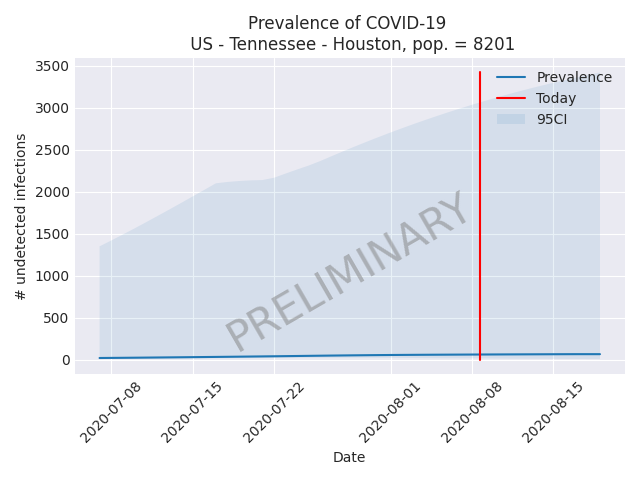 Prevalence of COVID-19
US - Tennessee - Houston, pop. = 8201
3500
3000
2500
2000
1500
1000
500
0
# undetected infections
Prevalence
Today
95CI
PRELIMINARY
2020-07-08
2020-07-15
2020-07-22
2020-08-01
2020-08-08
2020-08-15
Date